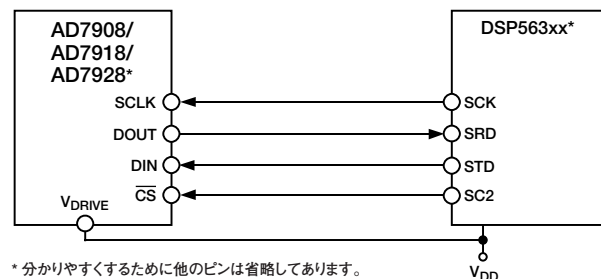 AD7908/
AD7918/
AD7928*
DSP563xx*
SCLK
SCK
DOUT
SRD
DIN
STD
CS
SC2
VDRIVE
VDD
* 分かりやすくするために他のピンは省略してあります。